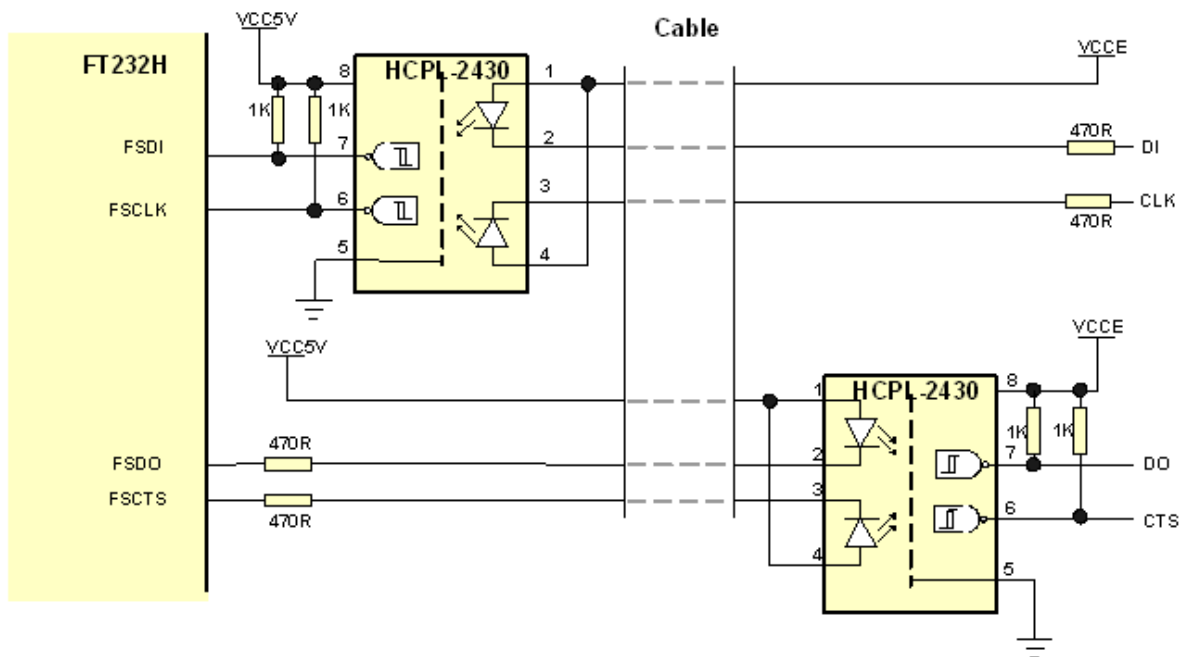 VCC5V
Cable
VCCE
FT232H
HCPL-2430
8
1
1K
1K
470R
FSDI
7
2
DI
3
FSCLK
6
CLK
470R
5
4
VCC5V
VCCE
1
HCPL-2430
8
470R
1K
1K
FSDO
2
7
DO
FSCTS
3
6
CTS
470R
4
5